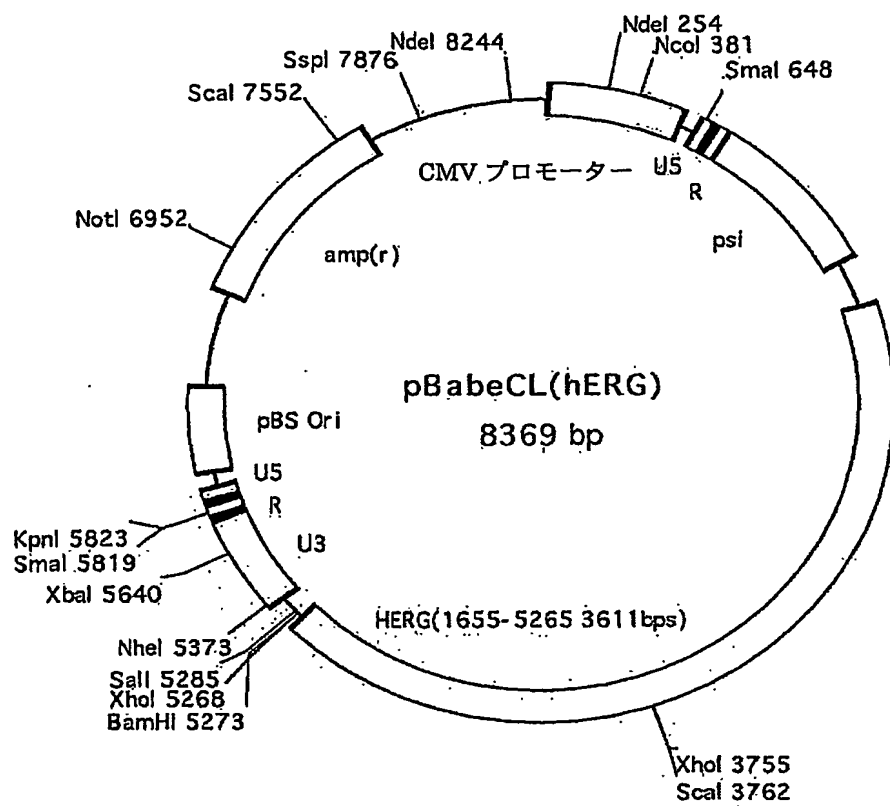 NdeI 254
NcoI 381
SmaI 648
NdeI 8244
SspI 7876
ScaI 7552
NotI 6952
CMV プロモーター
U5
R
psi
amp(r)
pBabeCL(hERG)
8369 bp
pBS Ori
U5
R
U3
KpnI 5823
SmaI 5819
XbaI 5640
NheI 5373
SalI 5285
XhoI 5268
BamHI 5273
HERG(1655-5265 3611bps)
XhoI 3755
ScaI 3762